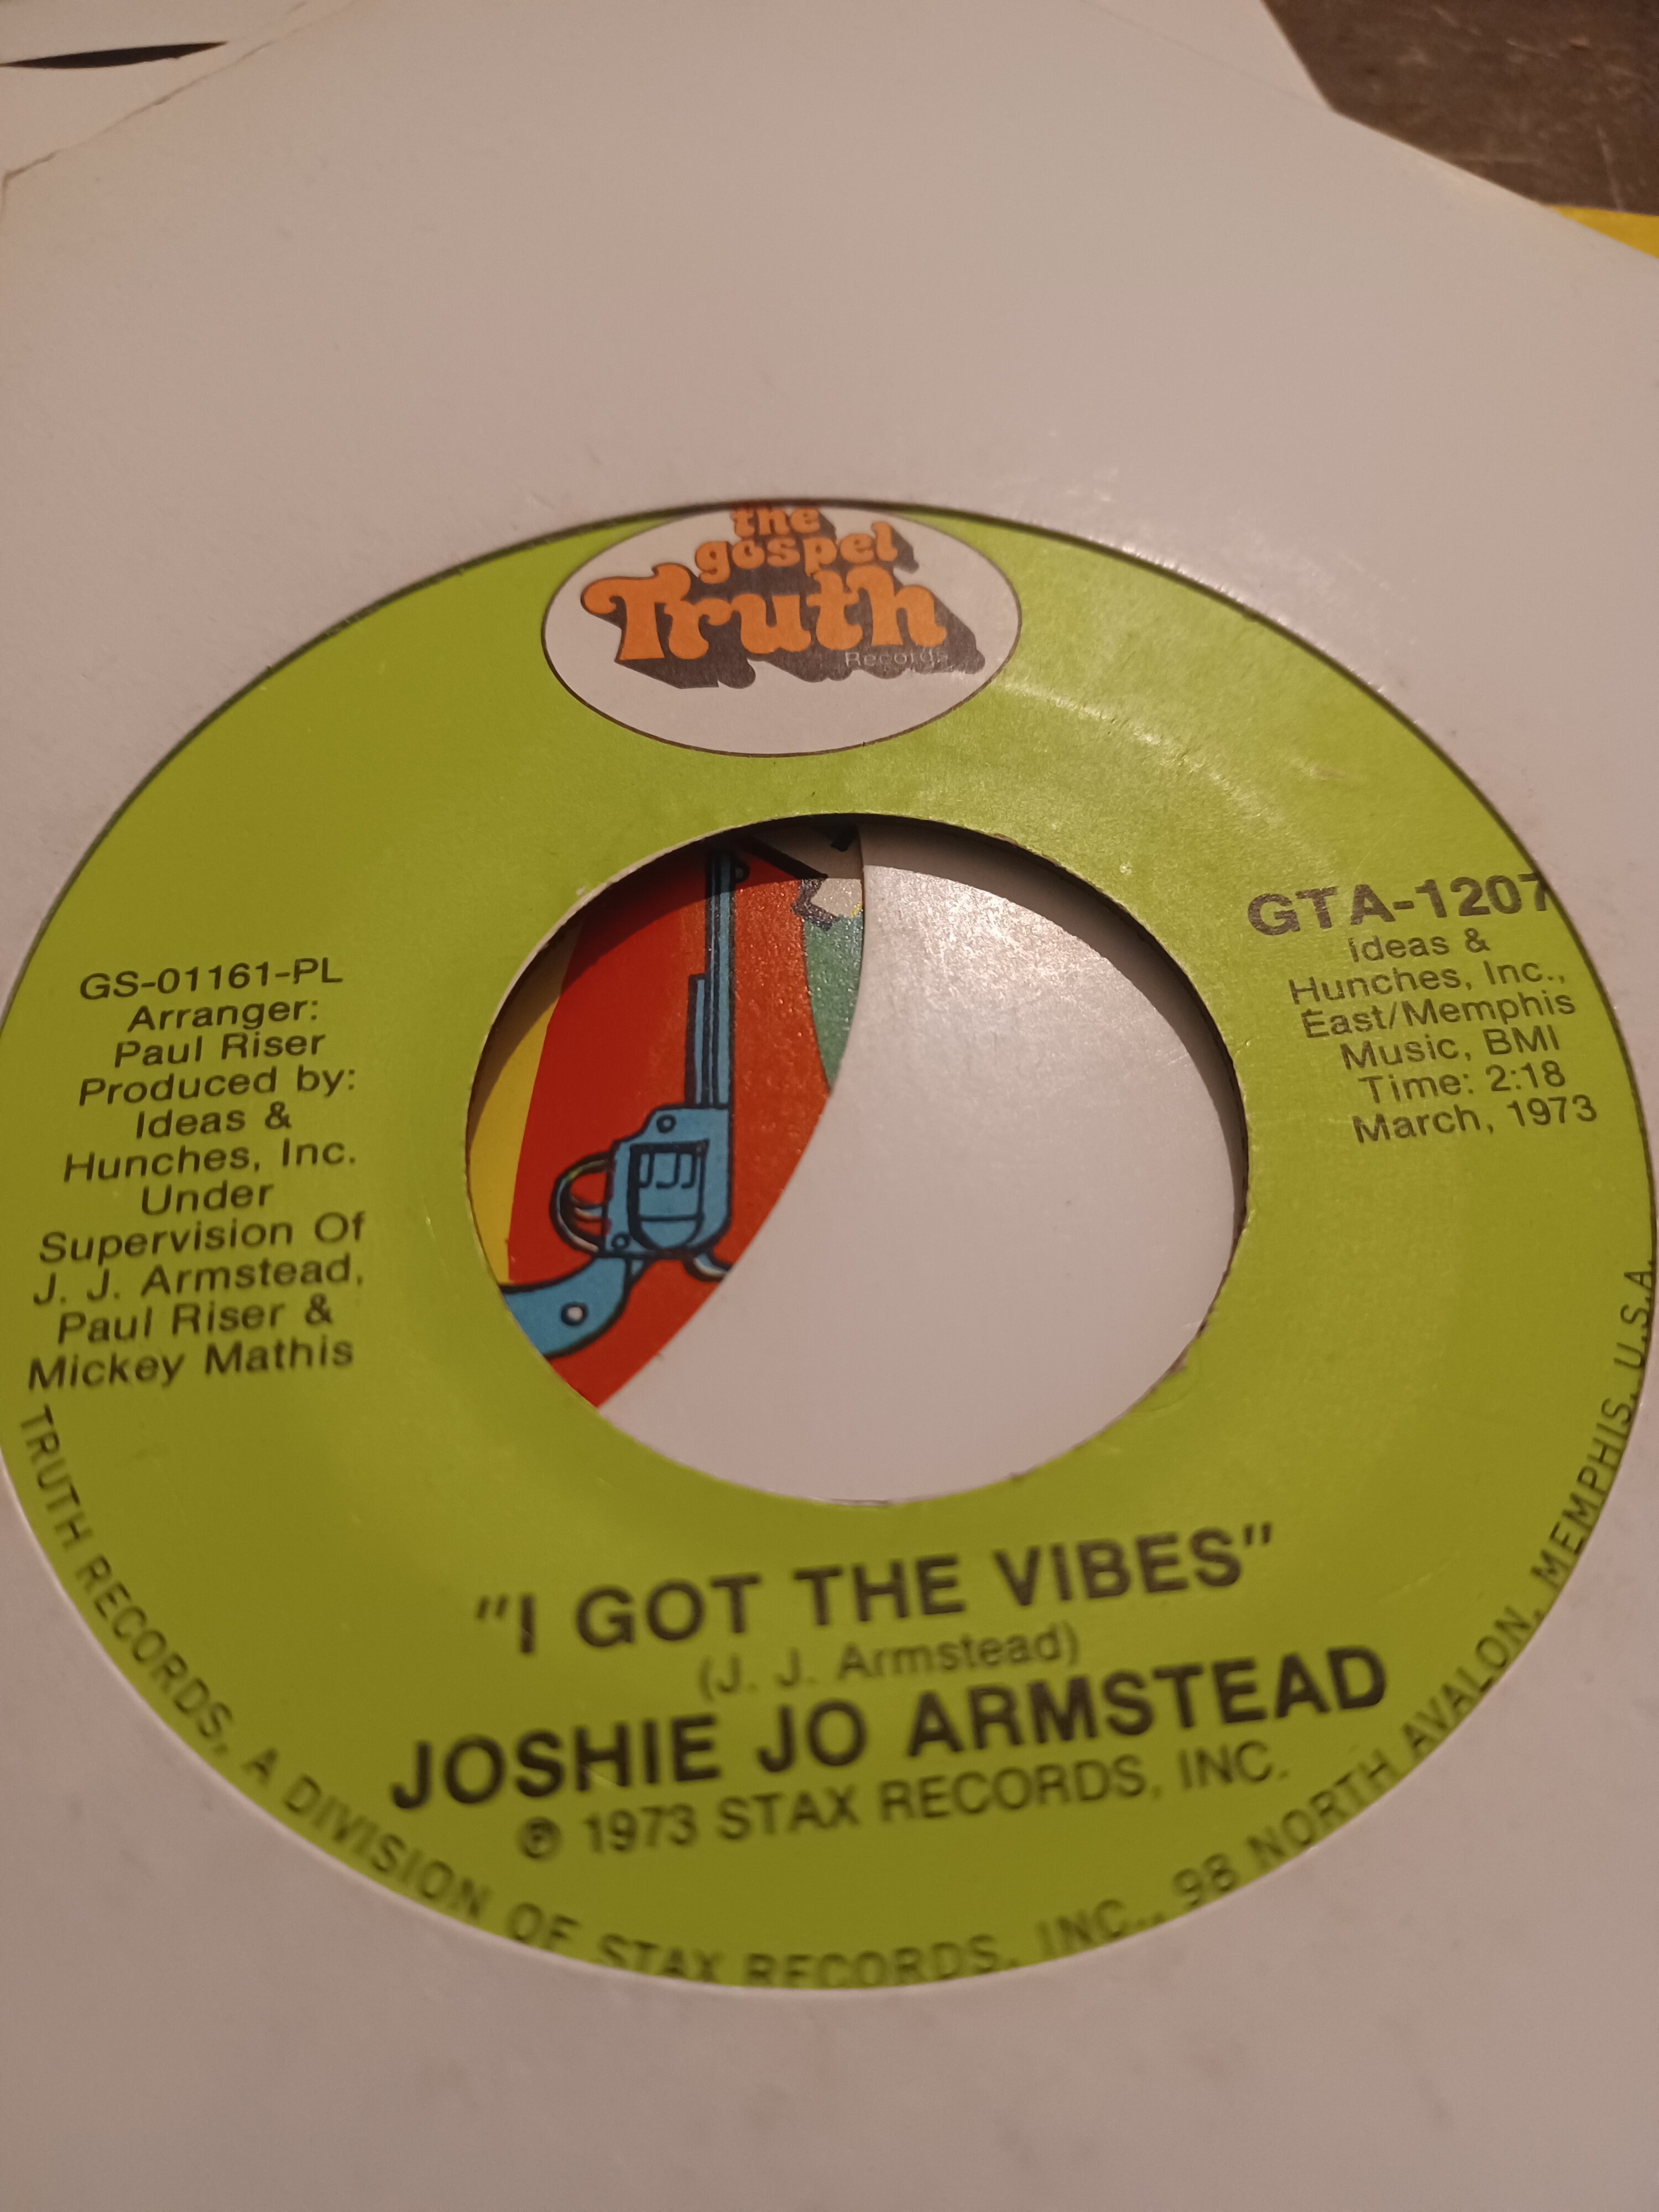 the
gospel
Truth
Records
GS-01161-PL
Arranger:
Paul Riser
Produced by:
Ideas &
Hunches, Inc.
Under
Supervision Of
J. J. Armstead,
Paul Riser &
Mickey Mathis
GTA-1207
Ideas &
Hunches, Inc.,
East/Memphis
Music, BMI
Time: 2:18
March, 1973
"I GOT THE VIBES"
(J. J. Armstead)
JOSHIE JO ARMSTEAD
℗ 1973 STAX RECORDS, INC.
TRUTH RECORDS, A DIVISION OF STAX RECORDS, INC., 98 NORTH AVALON, MEMPHIS, U.S.A.